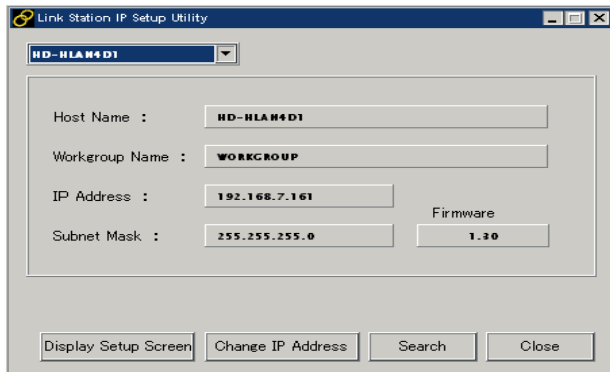 Link Station IP Setup Utility
HD-HLAN4D1
Host Name : HD-HLAN4D1
Workgroup Name : WORKGROUP
IP Address : 192.168.7.161
Firmware
Subnet Mask : 255.255.255.0 1.30
Display Setup Screen Change IP Address Search Close